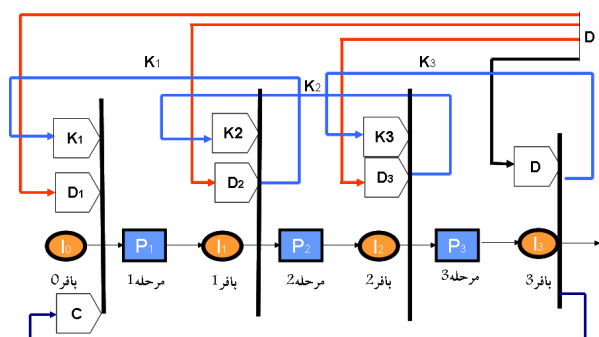 D
K1
K2
K3
K1
K2
K3
D
D1
D2
D3
I0
P1
I1
P2
I2
P3
I3
بافر0
مرحله1
بافر1
مرحله2
بافر2
مرحله3
بافر3
C